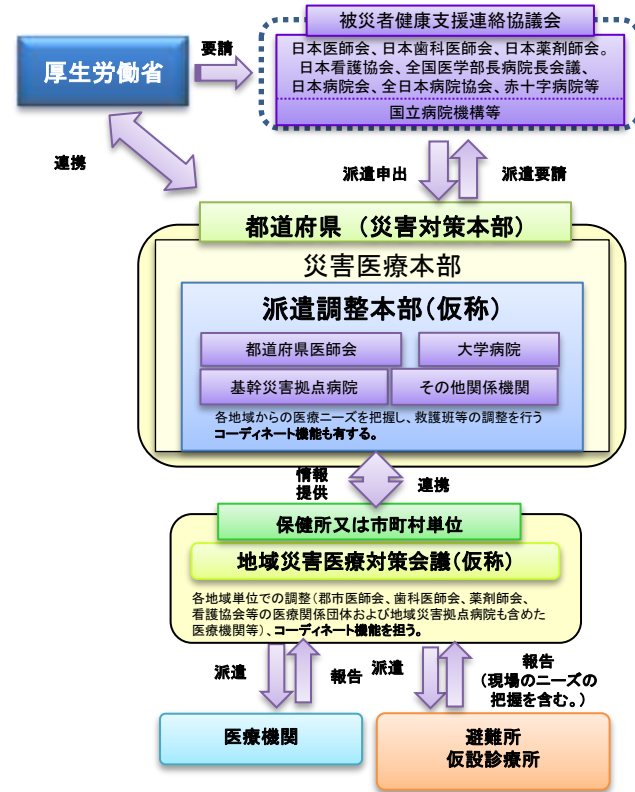 被災者健康支援連絡協議会
厚生労働省
要請
日本医師会、日本歯科医師会、日本薬剤師会。
日本看護協会、全国医学部長病院長会議、
日本病院会、全日本病院協会、赤十字病院等
国立病院機構等
連携
派遣申出
派遣要請
都道府県 （災害対策本部）
災害医療本部
派遣調整本部（仮称）
都道府県医師会
大学病院
基幹災害拠点病院
その他関係機関
各地域からの医療ニーズを把握し、救護班等の調整を行う
コーディネート機能も有する。
情報
提供
連携
保健所又は市町村単位
地域災害医療対策会議（仮称）
各地域単位での調整（郡市医師会、歯科医師会、薬剤師会、
看護協会等の医療関係団体および地域災害拠点病院も含めた
医療機関等）、コーディネート機能を担う。
派遣
報告
派遣
報告
（現場のニーズの
把握を含む。）
医療機関
避難所
仮設診療所